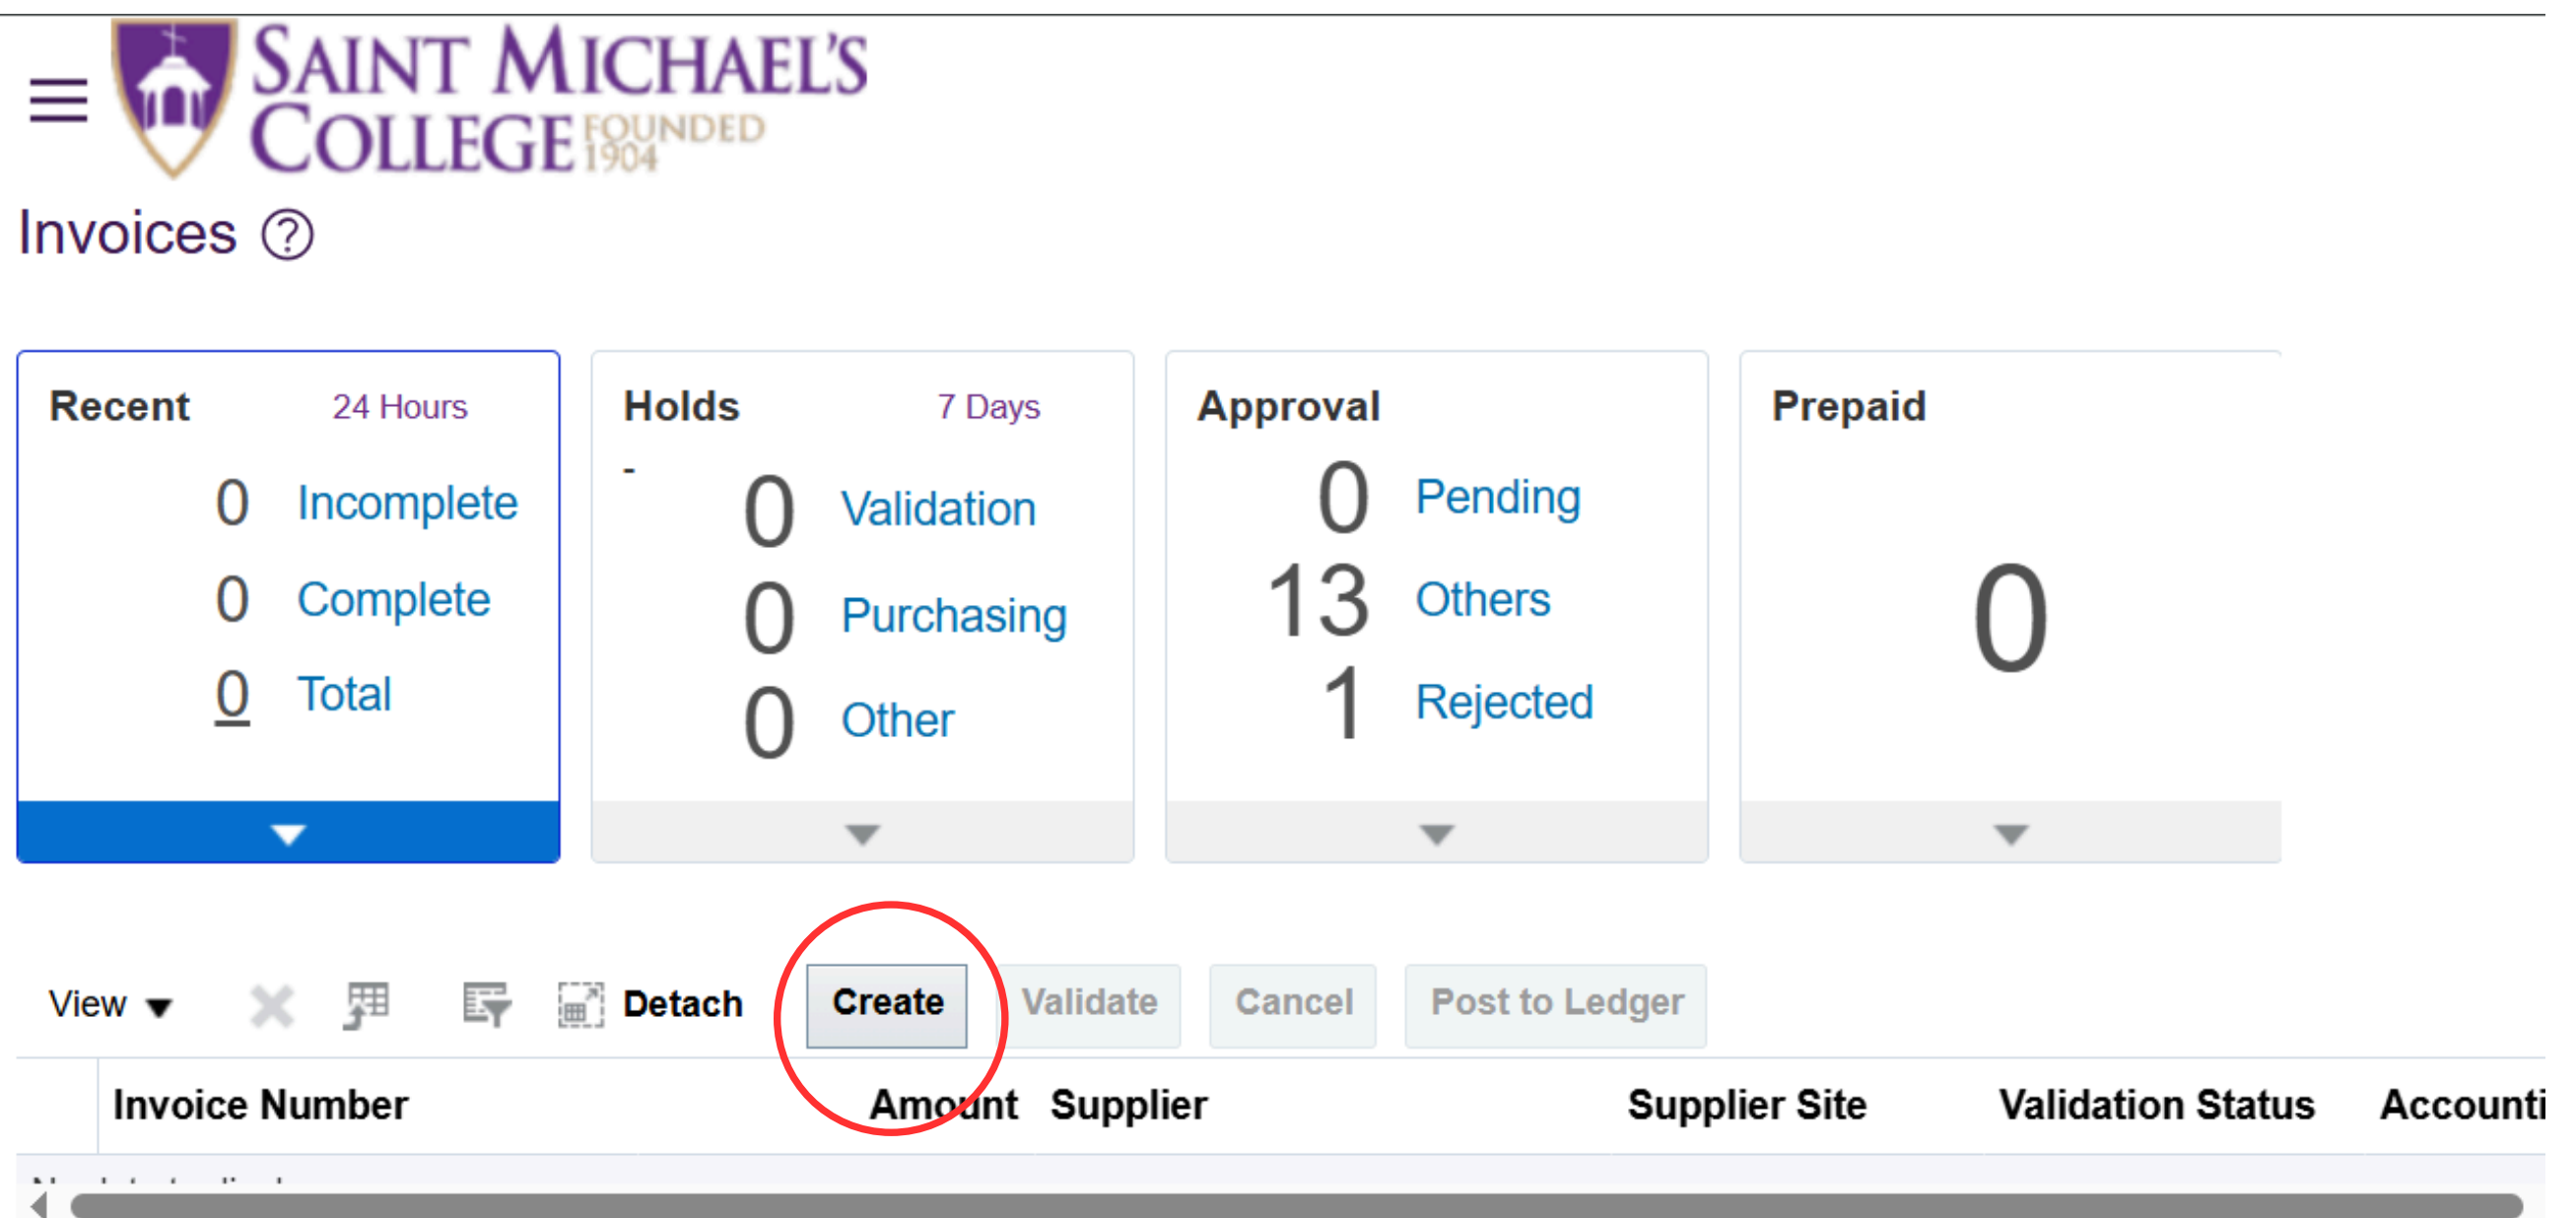 SAINT MICHAEL'S
COLLEGE FOUNDED 1904
Invoices ?
Recent 24 Hours
0 Incomplete
0 Complete
0 Total
Holds 7 Days
-
0 Validation
0 Purchasing
0 Other
Approval
0 Pending
13 Others
1 Rejected
Prepaid
0
View Detach Create Validate Cancel Post to Ledger
Invoice Number Amount Supplier Supplier Site Validation Status Accounti